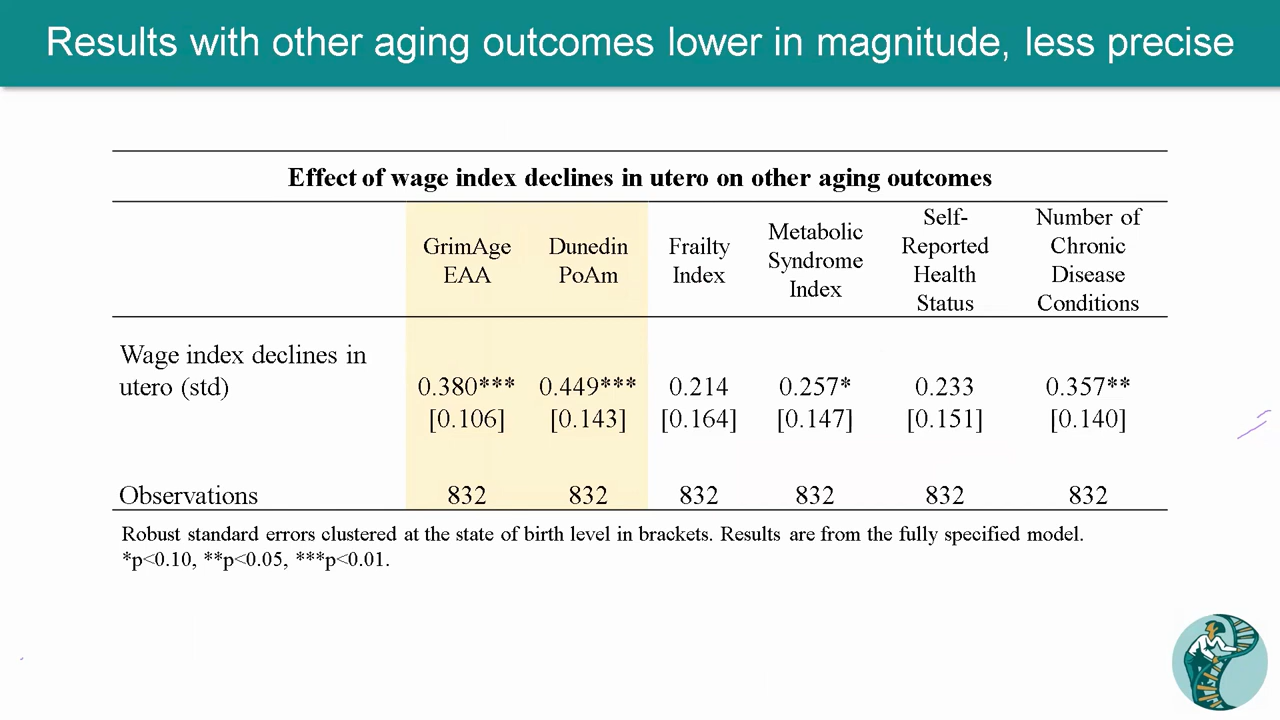 Results with other aging outcomes lower in magnitude, less precise
Effect of wage index declines in utero on other aging outcomes
GrimAge EAA
Dunedin PoAm
Frailty Index
Metabolic Syndrome Index
Self-Reported Health Status
Number of Chronic Disease Conditions
Wage index declines in
utero (std) 0.380*** 0.449*** 0.214 0.257* 0.233 0.357**
[0.106] [0.143] [0.164] [0.147] [0.151] [0.140]
Observations 832 832 832 832 832 832
Robust standard errors clustered at the state of birth level in brackets. Results are from the fully specified model.
*p<0.10, **p<0.05, ***p<0.01.